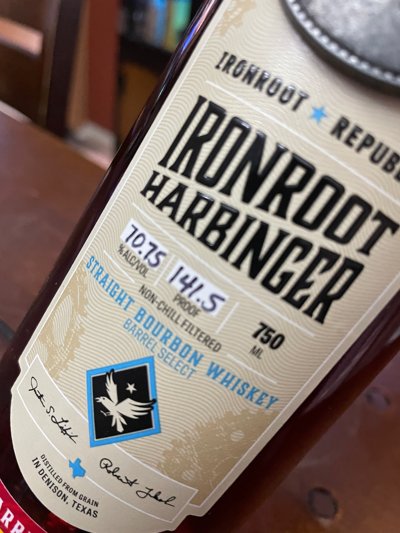 IRONROOT ★ REPUB
IRONROOT
HARBINGER
70.75 141.5 750
% ALC/VOL PROOF ML
NON-CHILL FILTERED
STRAIGHT BOURBON WHISKEY
BARREL SELECT
DISTILLED FROM GRAIN
IN DENISON, TEXAS